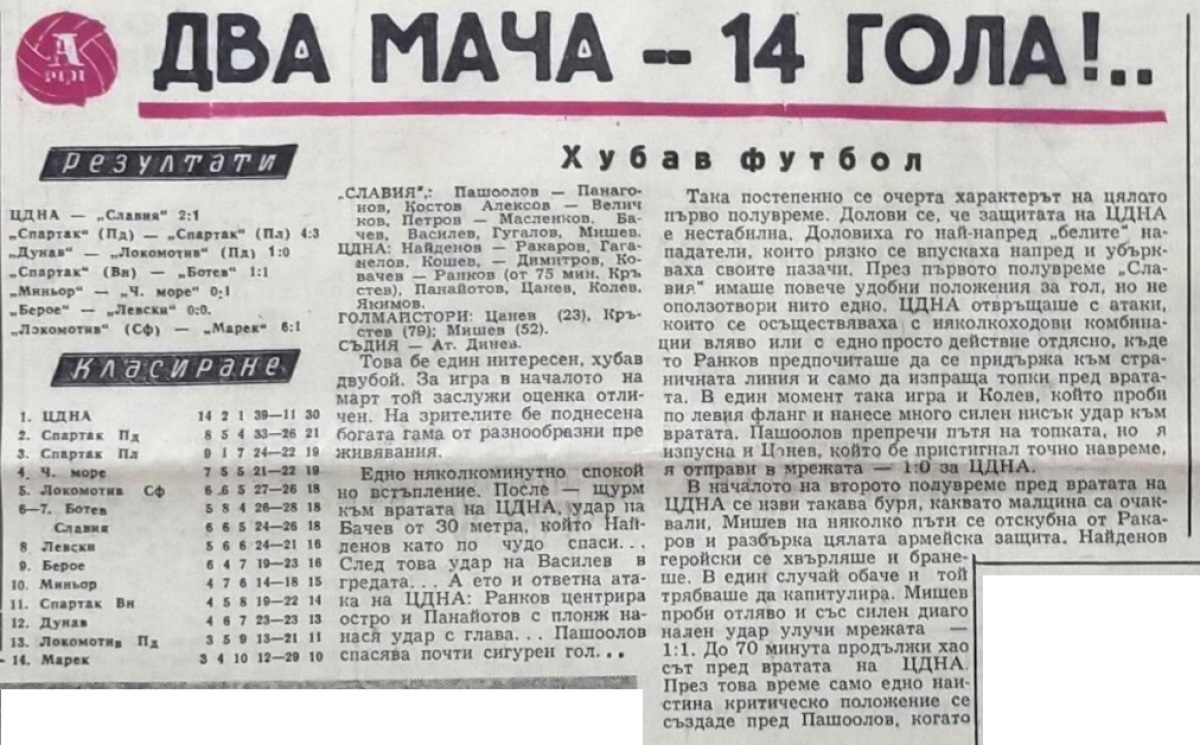 А
РПИ
ДВА МАЧА -- 14 ГОЛА!..
Резултати
ЦДНА — „Славия“ 2:1
„Спартак“ (Пд) — „Спартак“ (Пл) 4:3
„Дунав“ — „Локомотив“ (Пд) 1:0
„Спартак“ (Вн) — „Ботев“ 1:1
„Миньор“ — „Ч. море“ 0:1
„Берое“ — „Левски“ 0:0.
„Локомотив“ (Сф) — „Марек“ 6:1
Класиране
1. ЦДНА 14 2 1 39—11 30
2. Спартак Пд 8 5 4 33—26 21
3. Спартак Пл 9 1 7 24—22 19
4. Ч. море 7 5 5 21—22 19
5. Локомотив Сф 6 6 5 27—26 18
6—7. Ботев 5 8 4 26—28 18
Славия 6 6 5 24—26 18
8. Левски 5 6 6 24—21 16
9. Берое 6 4 7 19—23 16
10. Миньор 4 7 6 14—18 15
11. Спартак Вн 4 5 8 19—22 14
12. Дунав 4 6 7 23—23 13
13. Локомотив Пд 3 5 9 13—21 11
14. Марек 3 4 10 12—29 10
Хубав футбол
„СЛАВИЯ“,: Пашоолов — Панаго-
нов, Костов Алексов — Велич
ков, Петров — Масленков, Ба-
чев, Василев, Гугалов, Мишев.
ЦДНА: Найденов — Ракаров, Гага-
нелов, Кошев, — Димитров, Ко-
вачев — Ранков (от 75 мин. Кръ
стев), Панайотов, Цанев, Колев,
Якимов.
ГОЛМАЙСТОРИ: Цанев (23), Кръ-
стев (79); Мишев (52).
СЪДИЯ — Ат. Динев.
Това бе един интересен, хубав
двубой. За игра в началото на
март той заслужи оценка отли-
чен. На зрителите бе поднесена
богата гама от разнообразни пре
живявания.
Едно няколкоминутно спокой
но встъпление. После — щурм
към вратата на ЦДНА, удар на
Бачев от 30 метра, който Най-
денов като по чудо спаси...
След това удар на Василев в
гредата... А ето и ответна ата-
ка на ЦДНА: Ранков центрира
остро и Панайотов с плонж на-
нася удар с глава... Пашоолов
спасява почти сигурен гол...
Така постепенно се очерта характерът на цялото
първо полувреме. Долови се, че защитата на ЦДНА
е нестабилна. Доловиха го най-напред „белите“ на-
падатели, които рязко се впускаха напред и убърк-
ваха своите пазачи. През първото полувреме „Сла-
вия“ имаше повече удобни положения за гол, но не
оползотвори нито едно. ЦДНА отвръщаше с атаки,
които се осъществяваха с няколкоходови комбина-
ции вляво или с едно просто действие отдясно, къде
то Ранков предпочиташе да се придържа към стра-
ничната линия и само да изпраща топки пред врата-
та. В един момент така игра и Колев, който проби
по левия фланг и нанесе много силен нисък удар към
вратата. Пашоолов препречи пътя на топката, но я
изпусна и Цэнев, който бе пристигнал точно навреме,
я отправи в мрежата — 1:0 за ЦДНА.
В началото на второто полувреме пред вратата на
ЦДНА се изви такава буря, каквато малцина са очак-
вали, Мишев на няколко пъти се отскубна от Рака-
ров и разбърка цялата армейска защита. Найденов
геройски се хвърляше и бране-
ше. В един случай обаче и той
трябваше да капитулира. Мишев
проби отляво и със силен диаго
нален удар улучи мрежата —
1:1. До 70 минута продължи хао
сът пред вратата на ЦДНА.
През това време само едно наи-
стина критическо положение се
създаде пред Пашоолов, когато